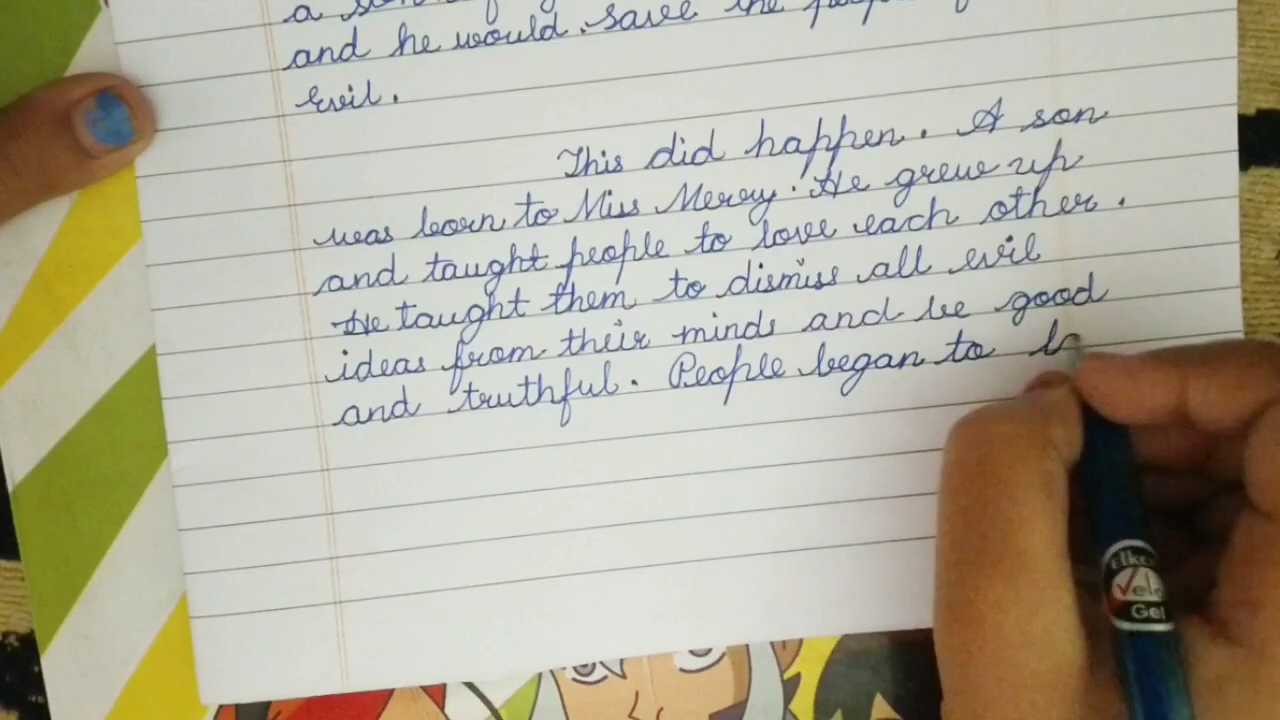 a
and he would save the
Evil.
This did happen. A son
was born to Miss Mercy. He grew up
and taught people to love each other.
He taught them to dismiss all evil
ideas from their minds and be good
and truthful. People began to
Gel